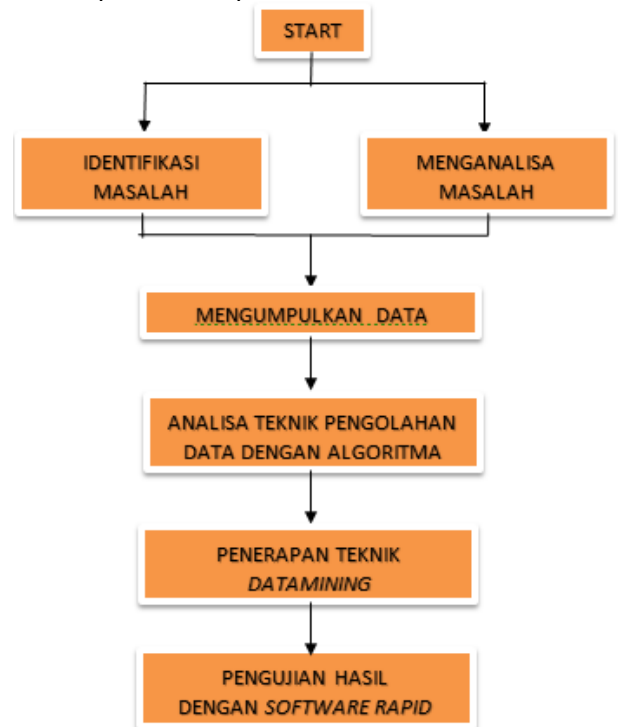 START
IDENTIFIKASI
MASALAH
MENGANALISA
MASALAH
MENGUMPULKAN DATA
ANALISA TEKNIK PENGOLAHAN
DATA DENGAN ALGORITMA
PENERAPAN TEKNIK
DATAMINING
PENGUJIAN HASIL
DENGAN SOFTWARE RAPID